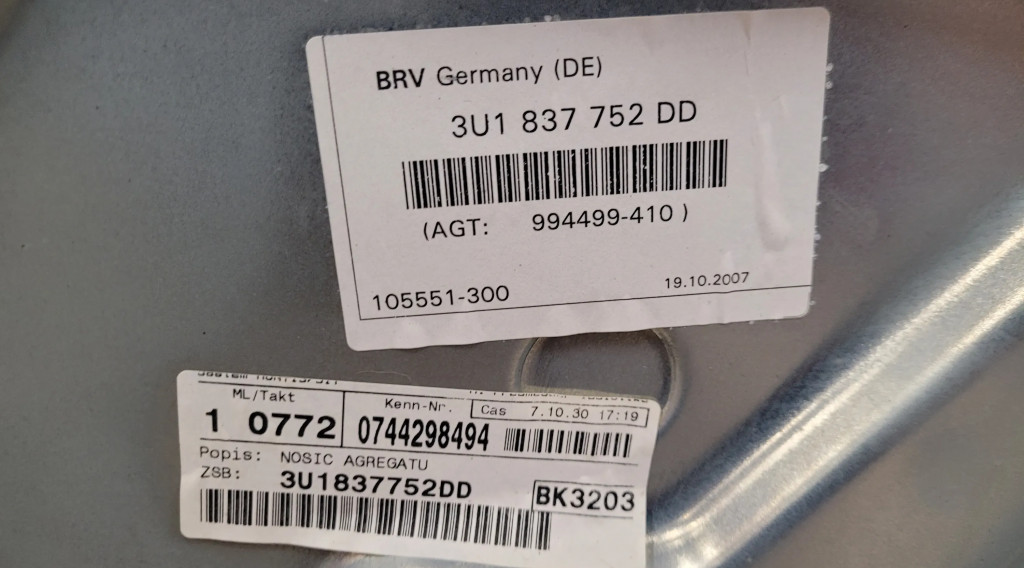 BRV Germany (DE)
3U1 837 752 DD
(AGT: 994499-410 )
105551-300 19.10.2007
ML/Takt Kenn-Nr. Cas 7.10.30 17:19
1 0772 0744298494
Popis: NOSIC AGREGATU
ZSB: 3U1837752DD BK3203